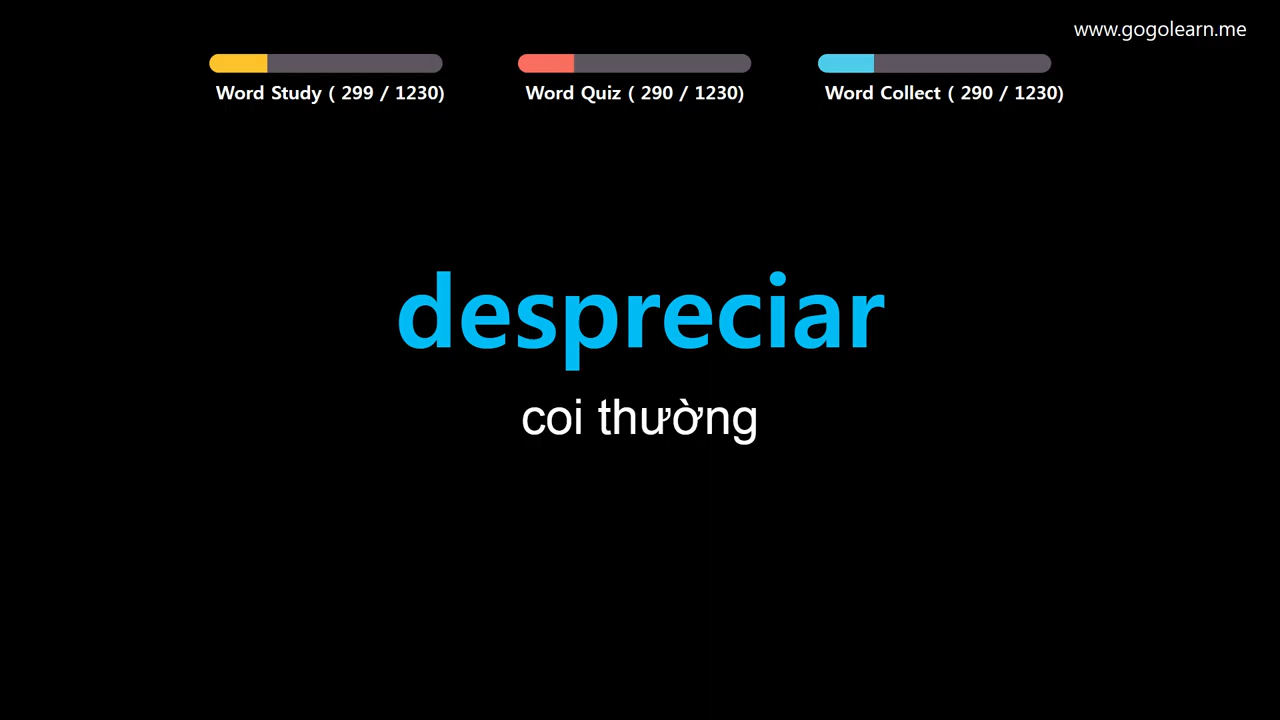 www.gogolearn.me
Word Study ( 299 / 1230) Word Quiz ( 290 / 1230) Word Collect ( 290 / 1230)
despreciar
coi thường